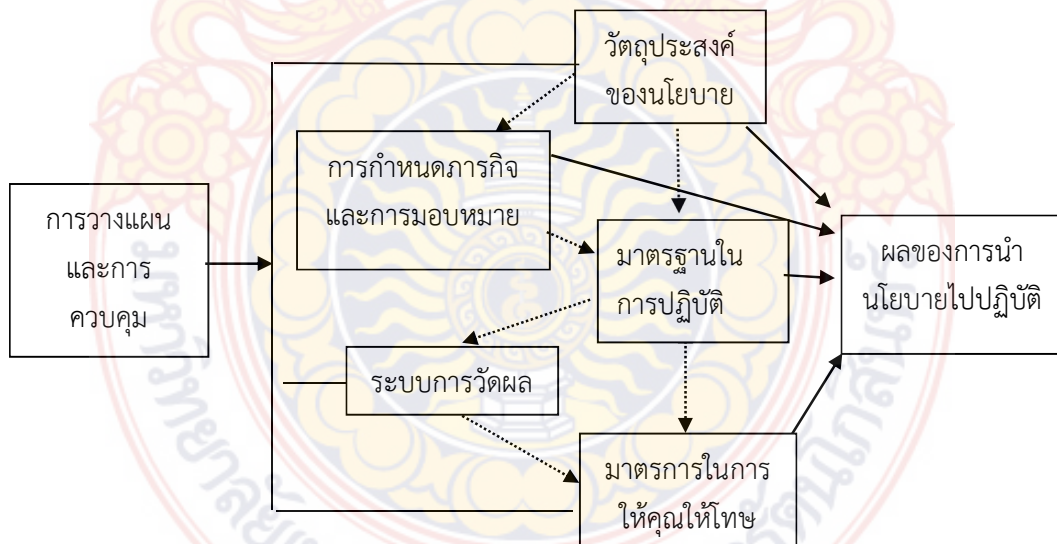 วัตถุประสงค์
ของนโยบาย
การกำหนดภารกิจ
และการมอบหมาย
การวางแผน
และการ
ควบคุม
มาตรฐานใน
การปฏิบัติ
ผลของการนำ
นโยบายไปปฏิบัติ
ระบบการวัดผล
มาตรการในการ
ให้คุณให้โทษ